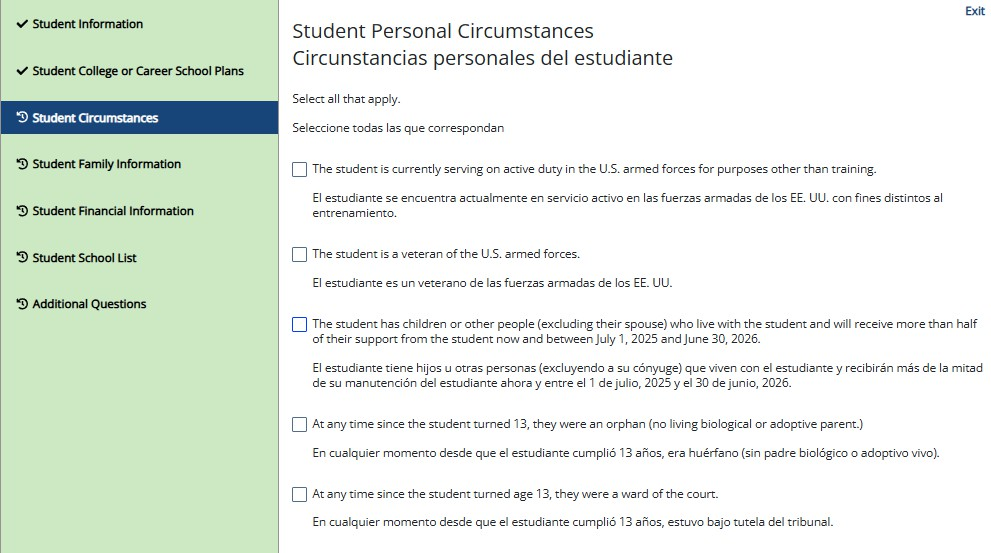 Exit
Student Information
Student College or Career School Plans
Student Circumstances
Student Family Information
Student Financial Information
Student School List
Additional Questions
Student Personal Circumstances
Circunstancias personales del estudiante
Select all that apply.
Seleccione todas las que correspondan
The student is currently serving on active duty in the U.S. armed forces for purposes other than training.
El estudiante se encuentra actualmente en servicio activo en las fuerzas armadas de los EE. UU. con fines distintos al
entrenamiento.
The student is a veteran of the U.S. armed forces.
El estudiante es un veterano de las fuerzas armadas de los EE. UU.
The student has children or other people (excluding their spouse) who live with the student and will receive more than half
of their support from the student now and between July 1, 2025 and June 30, 2026.
El estudiante tiene hijos u otras personas (excluyendo a su cónyuge) que viven con el estudiante y recibirán más de la mitad
de su manutención del estudiante ahora y entre el 1 de julio, 2025 y el 30 de junio, 2026.
At any time since the student turned 13, they were an orphan (no living biological or adoptive parent.)
En cualquier momento desde que el estudiante cumplió 13 años, era huérfano (sin padre biológico o adoptivo vivo).
At any time since the student turned age 13, they were a ward of the court.
En cualquier momento desde que el estudiante cumplió 13 años, estuvo bajo tutela del tribunal.